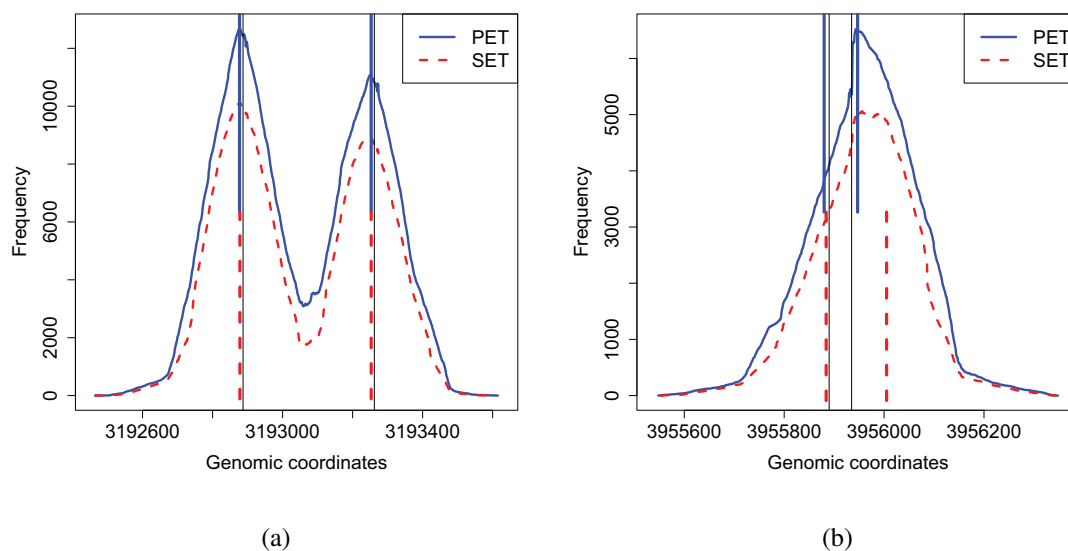 PET
SET
Frequency
0
2000
6000
10000
3192600
3193000
3193400
Genomic coordinates
(a)
PET
SET
Frequency
0
1000
3000
5000
3955600
3955800
3956000
3956200
Genomic coordinates
(b)